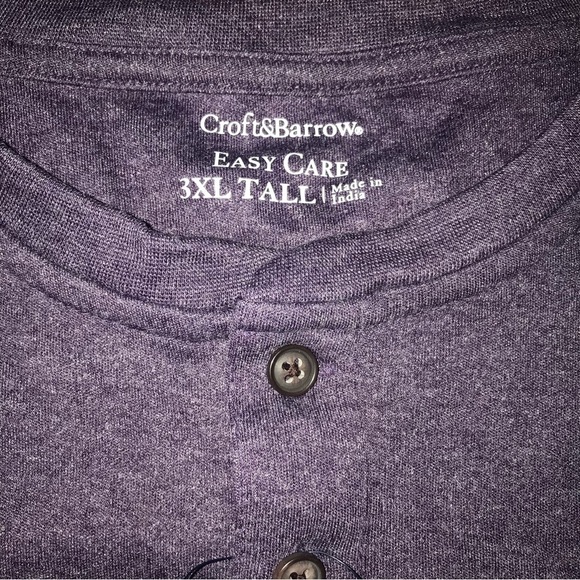 Croft&Barrow®
EASY CARE
3XL TALL | Made in
India